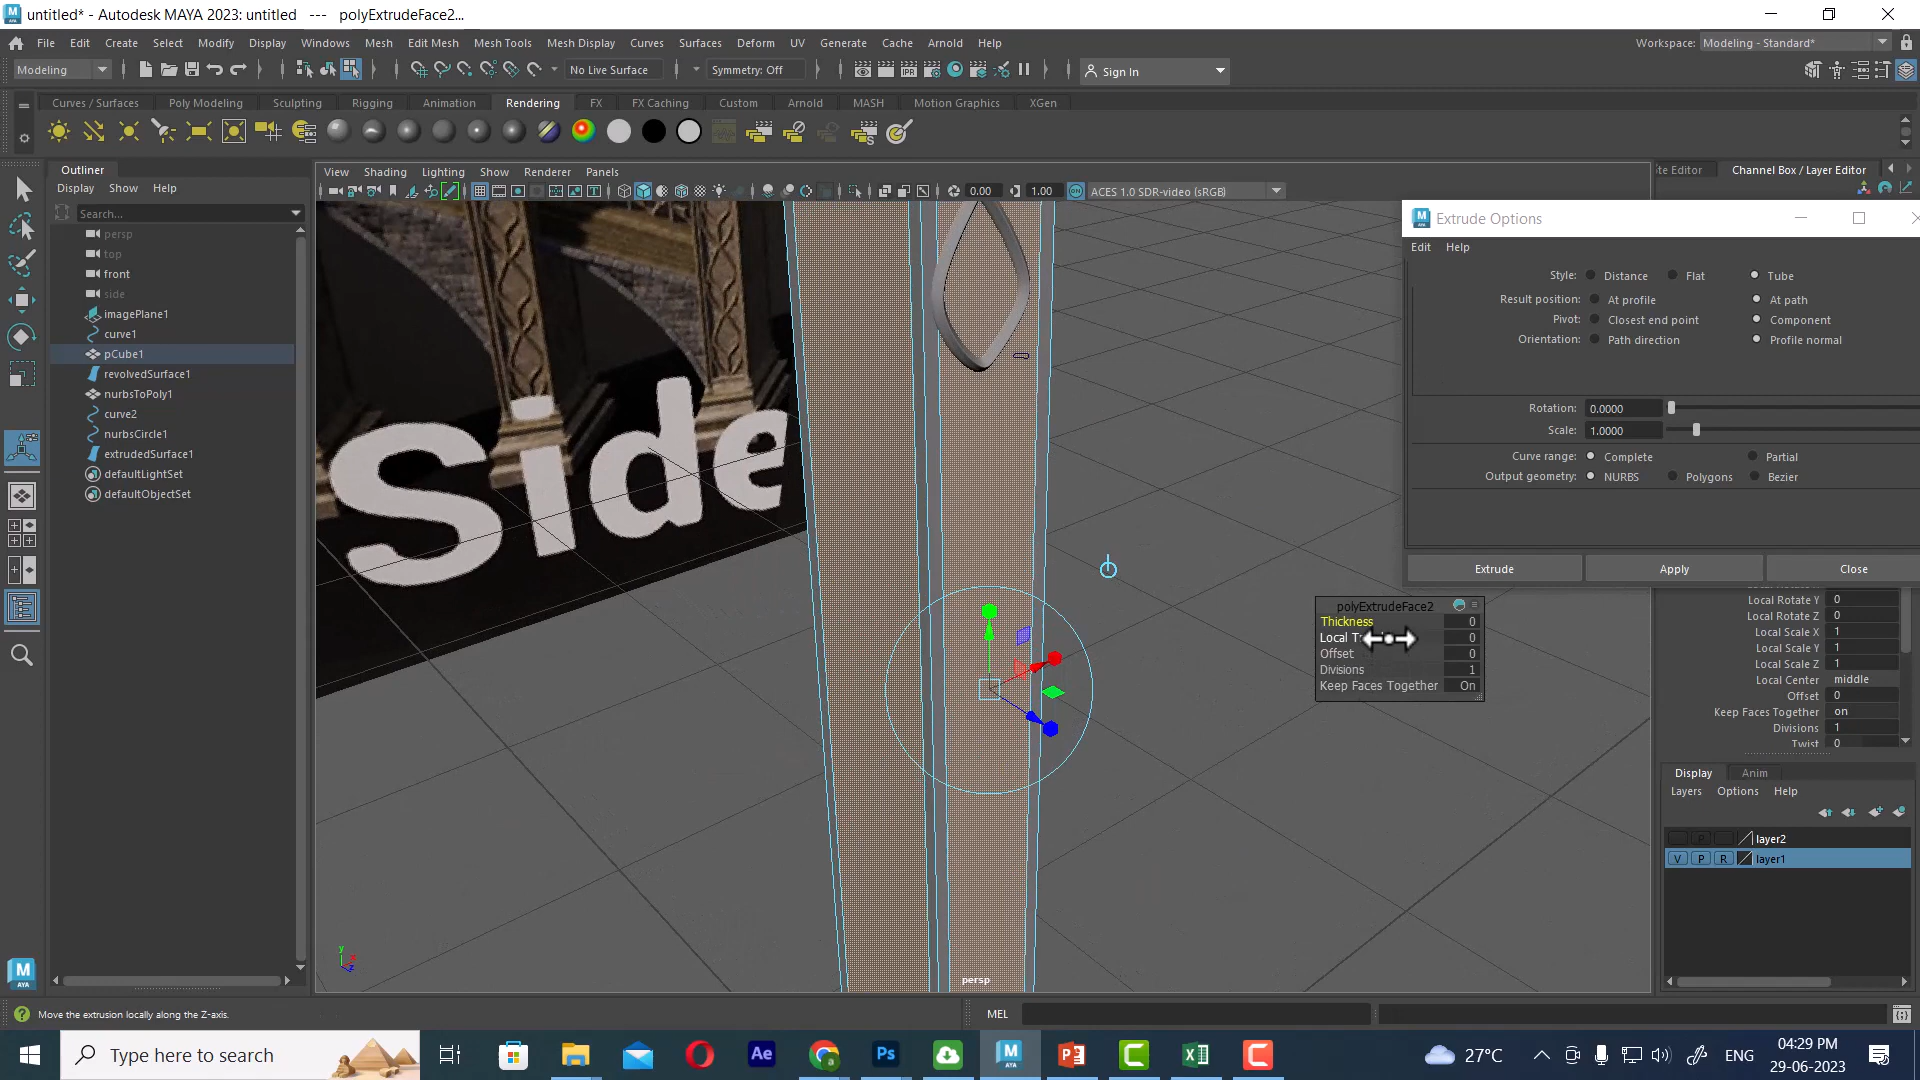 untitled* - Autodesk MAYA 2023: untitled --- polyExtrudeFace2...
File Edit Create Select Modify Display Windows Mesh Edit Mesh Mesh Tools Mesh Display Curves Surfaces Deform UV Generate Cache Arnold Help
Workspace: Modeling - Standard*
Modeling
No Live Surface
Symmetry: Off
Sign In
Curves / Surfaces Poly Modeling Sculpting Rigging Animation Rendering FX FX Caching Custom Arnold MASH Motion Graphics XGen
Outliner
Display Show Help
Search...
persp
top
front
side
imagePlane1
curve1
pCube1
revolvedSurface1
nurbsToPoly1
curve2
nurbsCircle1
extrudedSurface1
defaultLightSet
defaultObjectSet
View Shading Lighting Show Renderer Panels
0.00
1.00
ACES 1.0 SDR-video (sRGB)
Side
Channel Box / Layer Editor
Extrude Options
Edit Help
Style: Distance Flat Tube
Result position: At profile At path
Pivot: Closest end point Component
Orientation: Path direction Profile normal
Rotation: 0.0000
Scale: 1.0000
Curve range: Complete Partial
Output geometry: NURBS Polygons Bezier
Extrude Apply Close
polyExtrudeFace2
Thickness 0
Local 0
Offset 0
Divisions 1
Keep Faces Together On
Local Rotate Y 0
Local Rotate Z 0
Local Scale X 1
Local Scale Y 1
Local Scale Z 1
Local Center middle
Offset 0
Keep Faces Together on
Divisions 1
Twist 0
Display Anim
Layers Options Help
layer2
V P R layer1
persp
Move the extrusion locally along the Z-axis.
MEL
Type here to search
27°C
ENG
04:29 PM
29-06-2023